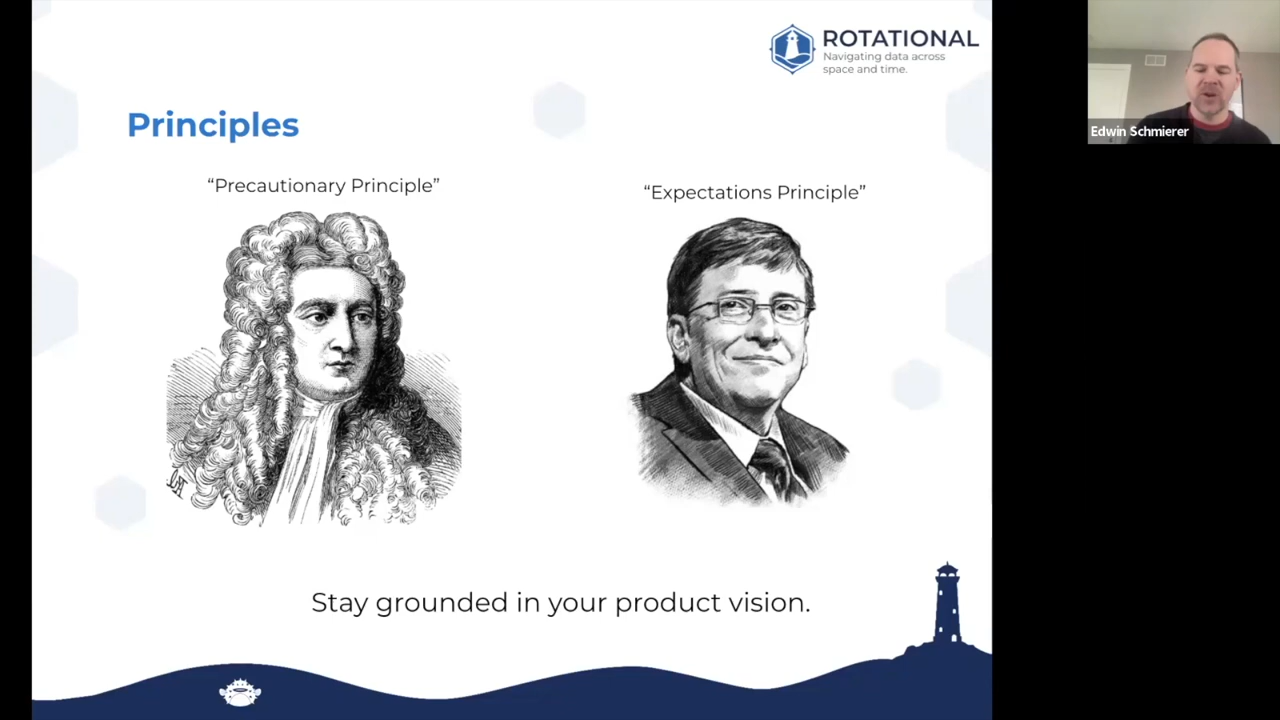 ROTATIONAL
Navigating data across
space and time.
Edwin Schmierer
Principles
“Precautionary Principle”
“Expectations Principle”
Stay grounded in your product vision.